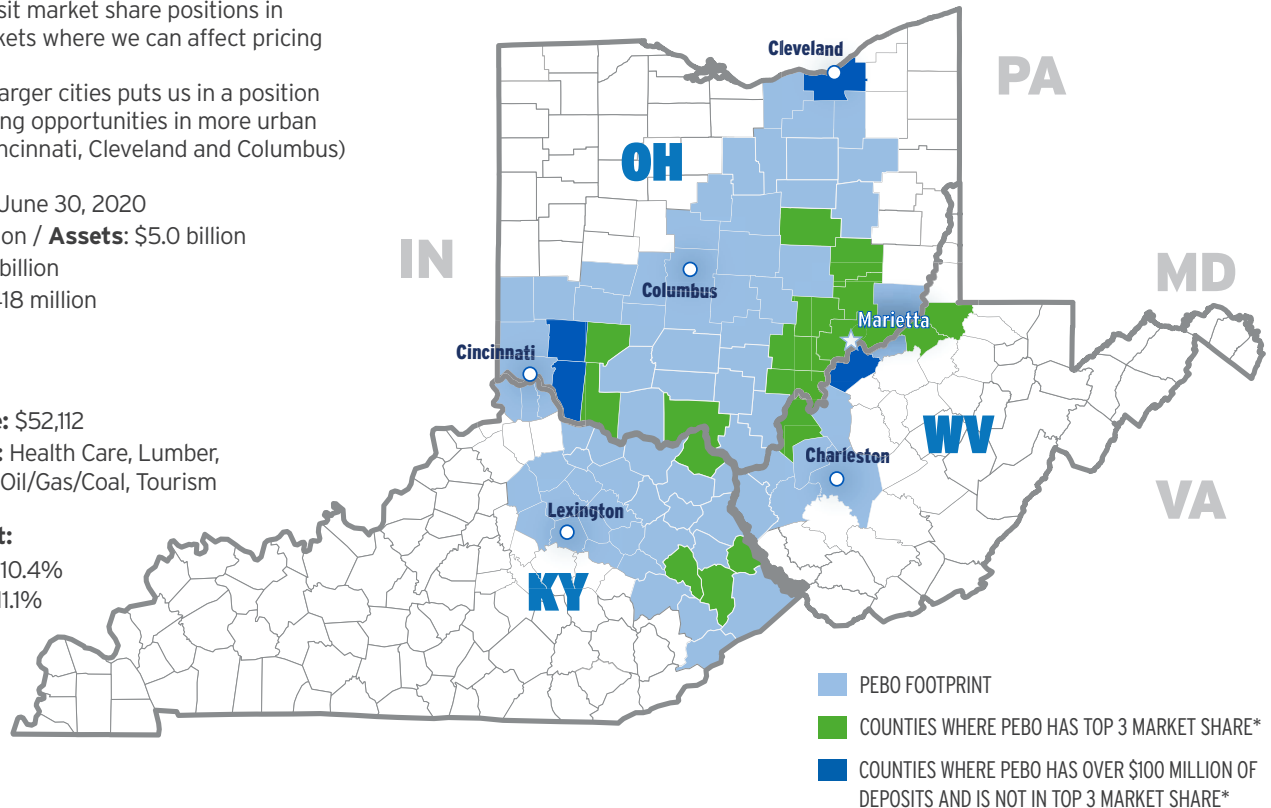 sit market share positions in
kets where we can affect pricing
arger cities puts us in a position
ing opportunities in more urban
ncinnati, Cleveland and Columbus)
June 30, 2020
on / Assets: $5.0 billion
billion
18 million
e: $52,112
: Health Care, Lumber,
Oil/Gas/Coal, Tourism
t:
10.4%
11.1%
Cleveland
PA
OH
IN
MD
Columbus
Marietta
Cincinnati
WV
Charleston
VA
Lexington
KY
PEBO FOOTPRINT
COUNTIES WHERE PEBO HAS TOP 3 MARKET SHARE*
COUNTIES WHERE PEBO HAS OVER $100 MILLION OF
DEPOSITS AND IS NOT IN TOP 3 MARKET SHARE*